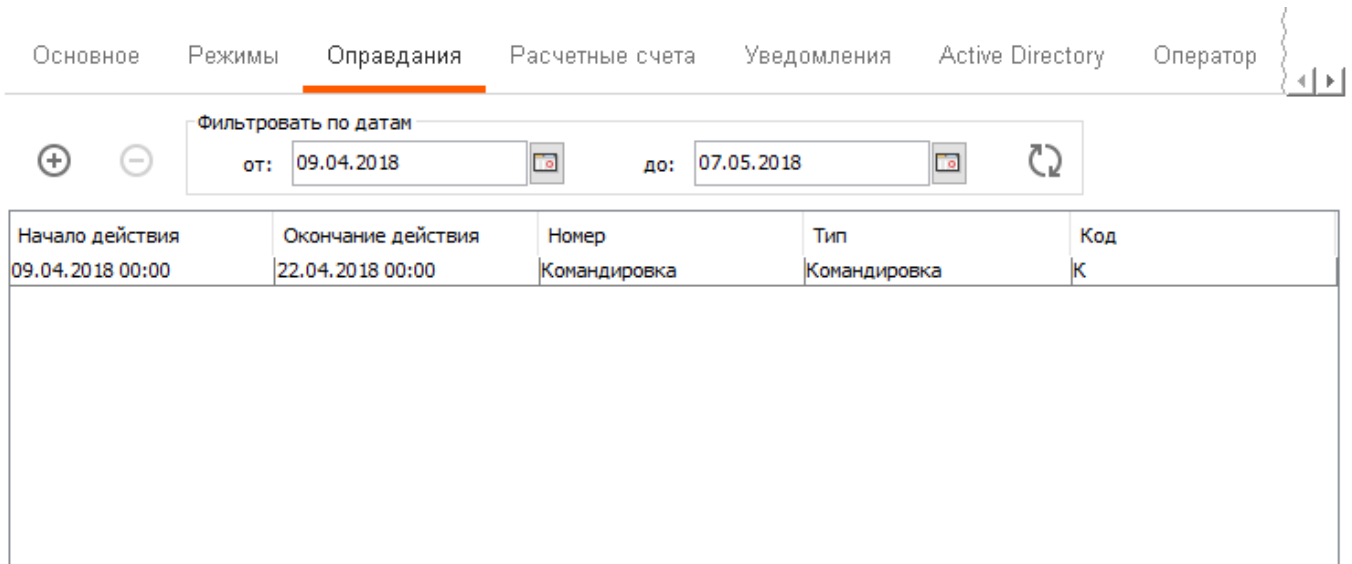 Основное Режимы Оправдания Расчетные счета Уведомления Active Directory Оператор
Фильтровать по датам
от: 09.04.2018 до: 07.05.2018
Начало действия Окончание действия Номер Тип Код
09.04.2018 00:00 22.04.2018 00:00 Командировка Командировка К